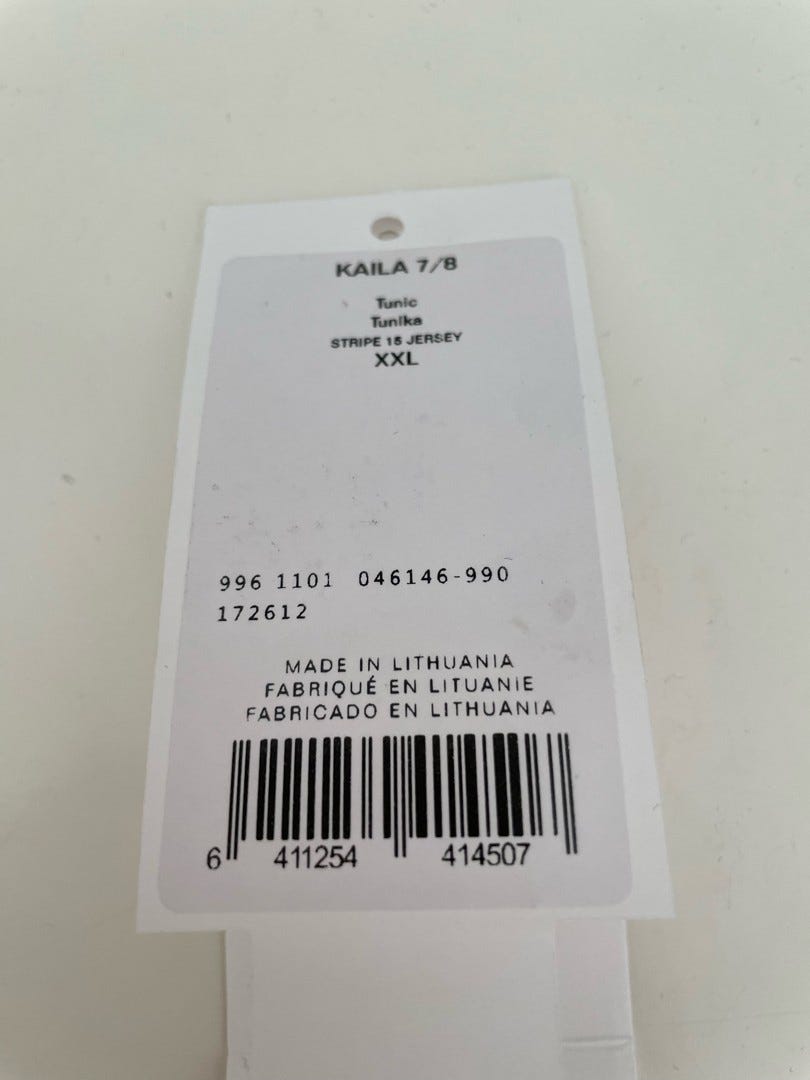 KAILA 7/8
Tunic
Tunika
STRIPE 15 JERSEY
XXL
996 1101 046146-990
172612
MADE IN LITHUANIA
FABRIQUÉ EN LITUANIE
FABRICADO EN LITHUANIA
6 411254 414507